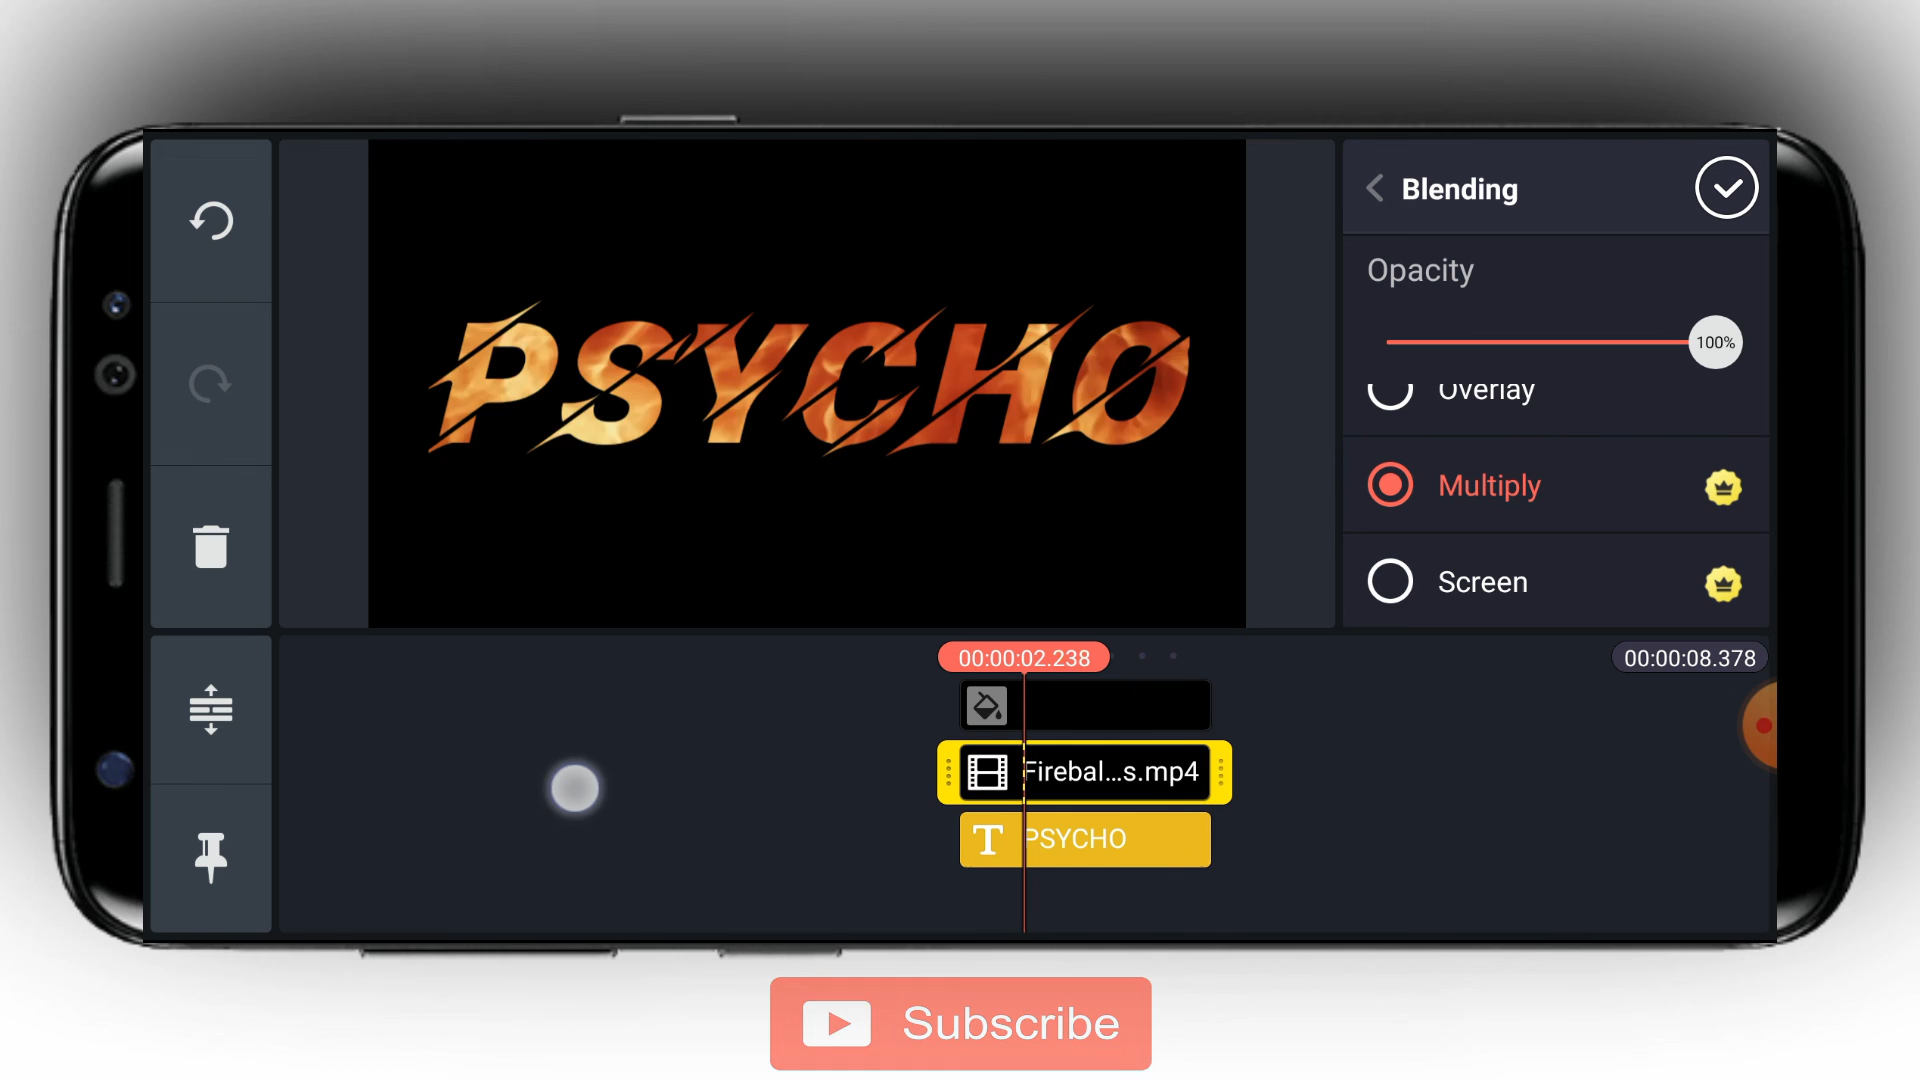 Blending
Opacity
100%
Overlay
Multiply
Screen
PSYCHO
00:00:02.238
00:00:08.378
Firebal...s.mp4
T PSYCHO
Subscribe